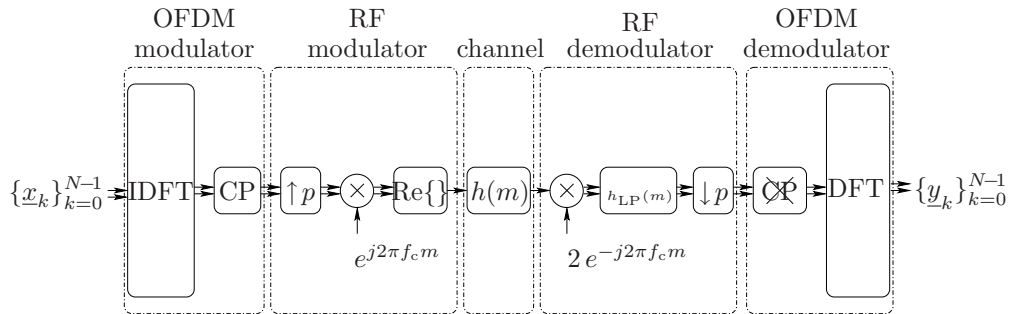 OFDM modulator
RF modulator
channel
RF demodulator
OFDM demodulator
{x_k}_{k=0}^{N-1}
IDFT
CP
↑p
×
Re{}
h(m)
×
h_LP(m)
↓p
CP
DFT
{y_k}_{k=0}^{N-1}
e^{j2πf_c m}
2 e^{-j2πf_c m}